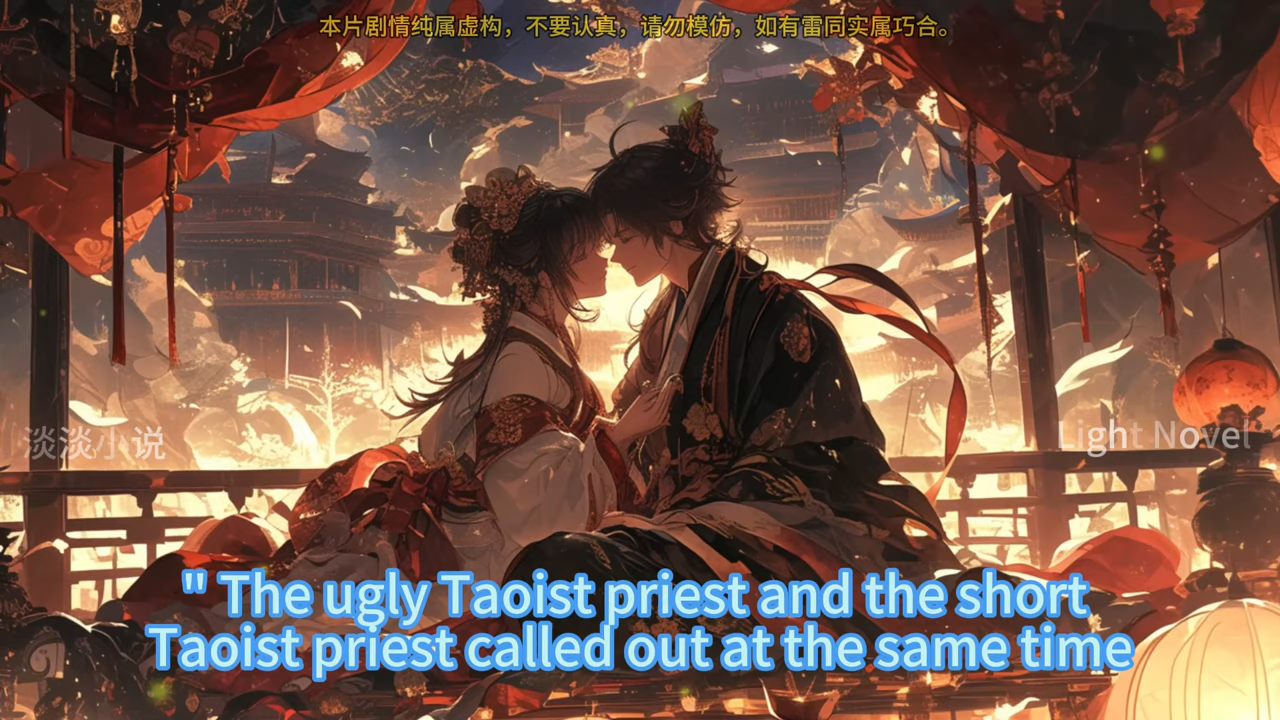 本片剧情纯属虚构，不要认真，请勿模仿，如有雷同实属巧合。
淡淡小说
Light Novel
" The ugly Taoist priest and the short
Taoist priest called out at the same time